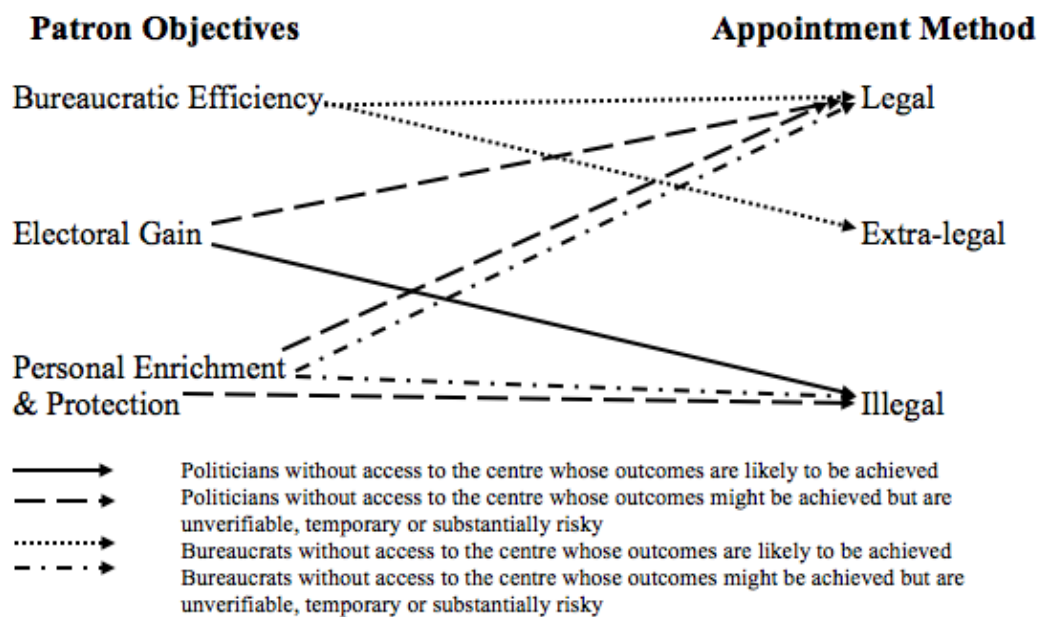 Patron Objectives
Appointment Method
Bureaucratic Efficiency
Legal
Electoral Gain
Extra-legal
Personal Enrichment
& Protection
Illegal
Politicians without access to the centre whose outcomes are likely to be achieved
Politicians without access to the centre whose outcomes might be achieved but are
unverifiable, temporary or substantially risky
Bureaucrats without access to the centre whose outcomes are likely to be achieved
Bureaucrats without access to the centre whose outcomes might be achieved but are
unverifiable, temporary or substantially risky